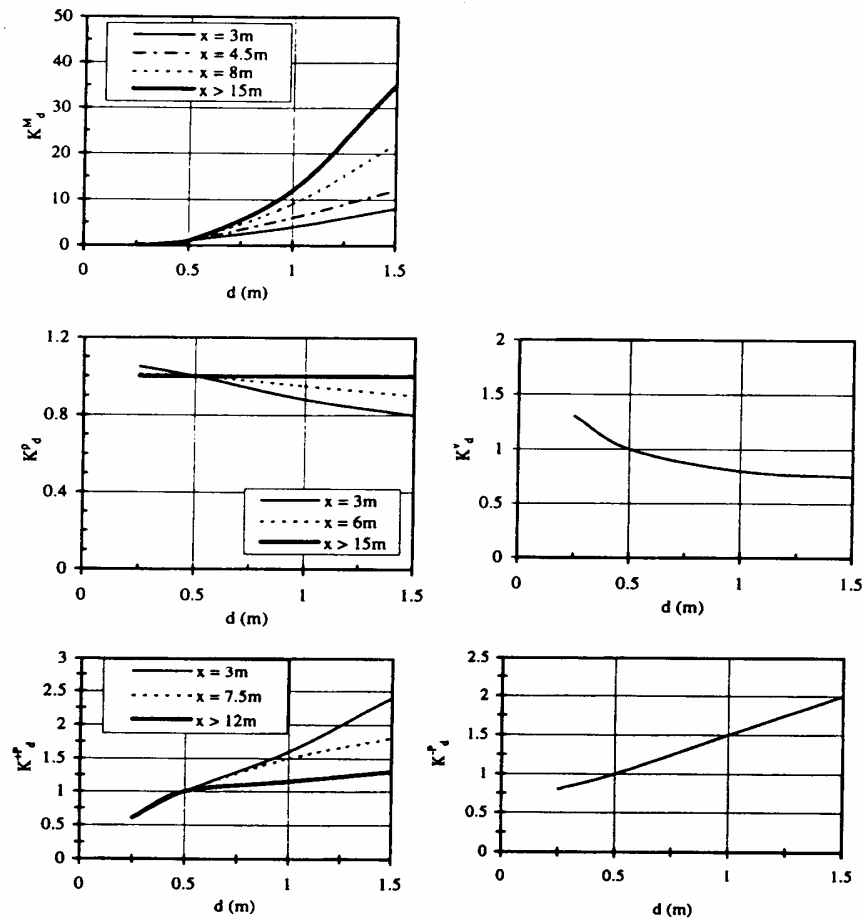 50
40
30
20
10
0
K^M_d
x = 3m
x = 4.5m
x = 8m
x > 15m
0 0.5 1 1.5
d (m)
1.2
0.8
0.4
0
K^p_d
x = 3m
x = 6m
x > 15m
0 0.5 1 1.5
d (m)
2
1.5
1
0.5
0
K^v_d
0 0.5 1 1.5
d (m)
3
2.5
2
1.5
1
0.5
0
K^+P_d
x = 3m
x = 7.5m
x > 12m
0 0.5 1 1.5
d (m)
2.5
2
1.5
1
0.5
0
K^-P_d
0 0.5 1 1.5
d (m)